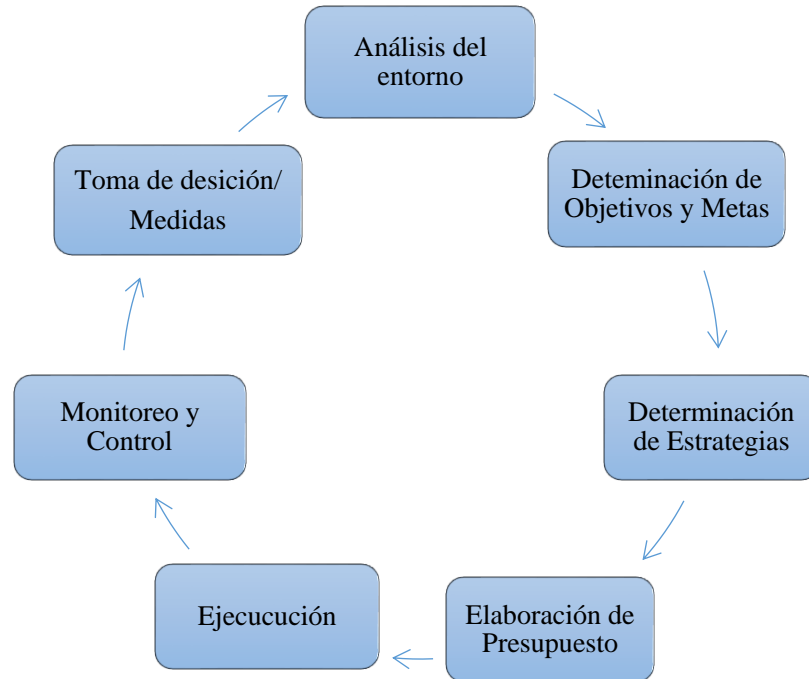 Análisis del
entorno
Deteminación de
Objetivos y Metas
Determinación
de Estrategias
Elaboración de
Presupuesto
Ejecucución
Monitoreo y
Control
Toma de desición/
Medidas